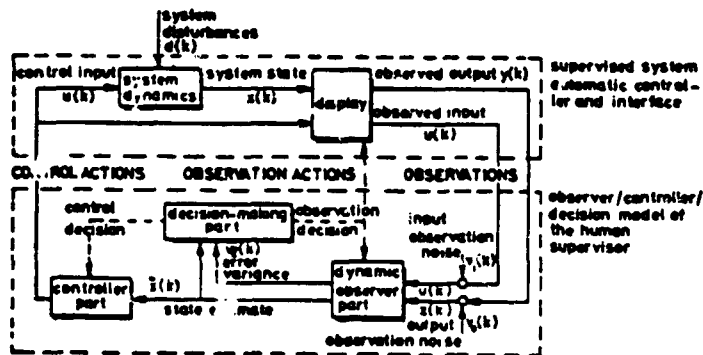 system
disturbances
d(k)
control input
u(k)
system
dynamics
system state
x(k)
display
observed output y(k)
observed input
u(k)
supervised system
automatic control-
ler and interface
CONTROL ACTIONS
OBSERVATION ACTIONS
OBSERVATIONS
control
decision
decision-making
part
observation
decision
error
variance
input
observation
noise
observer/controller/
decision model of
the human
supervisor
controller
part
x̂(k)
state estimate
dynamic
observer
part
u(k)
output
observation noise